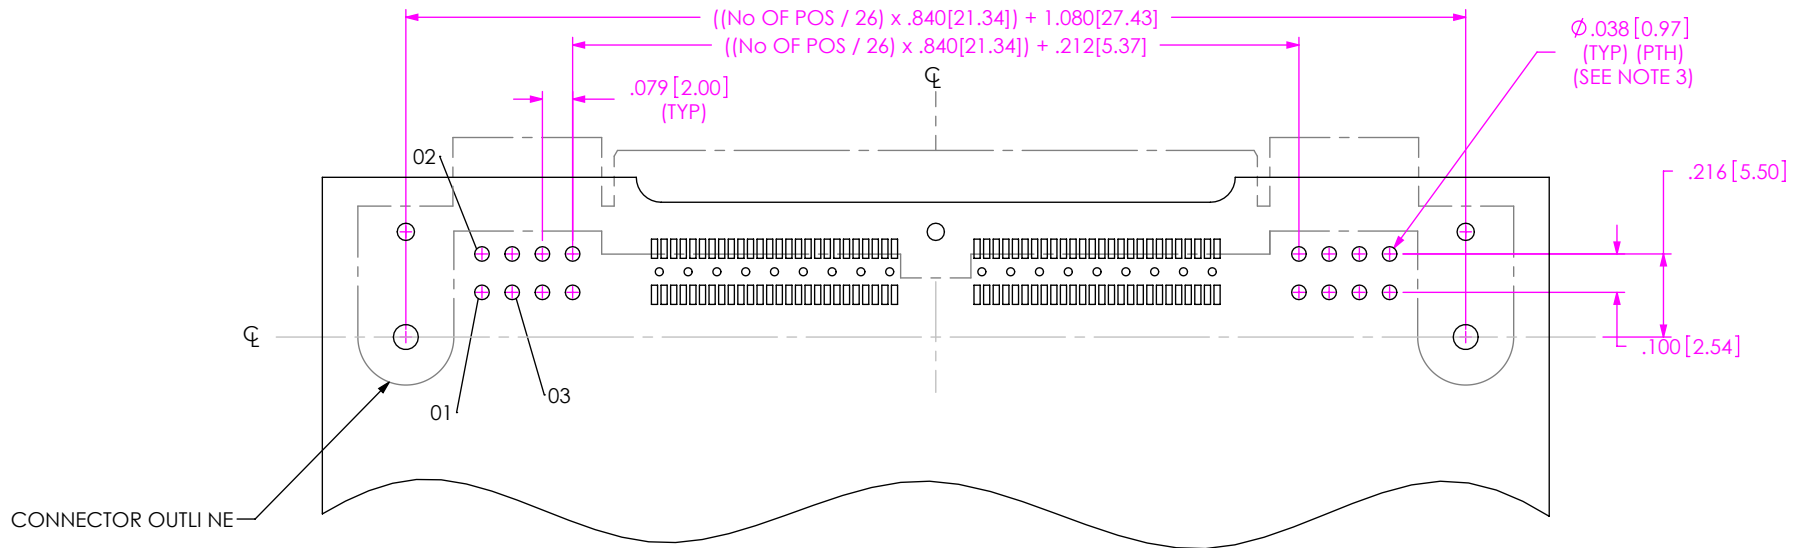 ((No OF POS / 26) x .840[21.34]) + 1.080[27.43]
((No OF POS / 26) x .840[21.34]) + .212[5.37]
Ø.038[0.97]
(TYP) (PTH)
(SEE NOTE 3)
.079[2.00]
(TYP)
℄
02
.216[5.50]
℄
.100[2.54]
01
03
CONNECTOR OUTLI NE